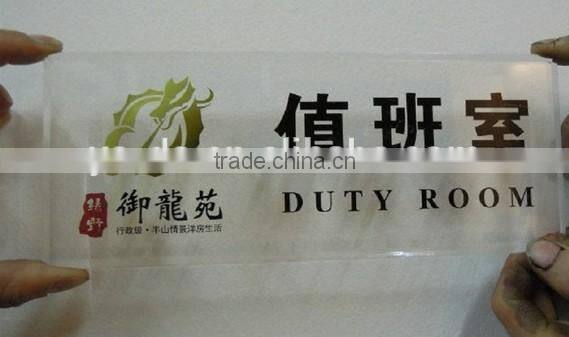 值班室
trade.china.cn
DUTY ROOM
御龍苑
行政级·半山情景洋房生活